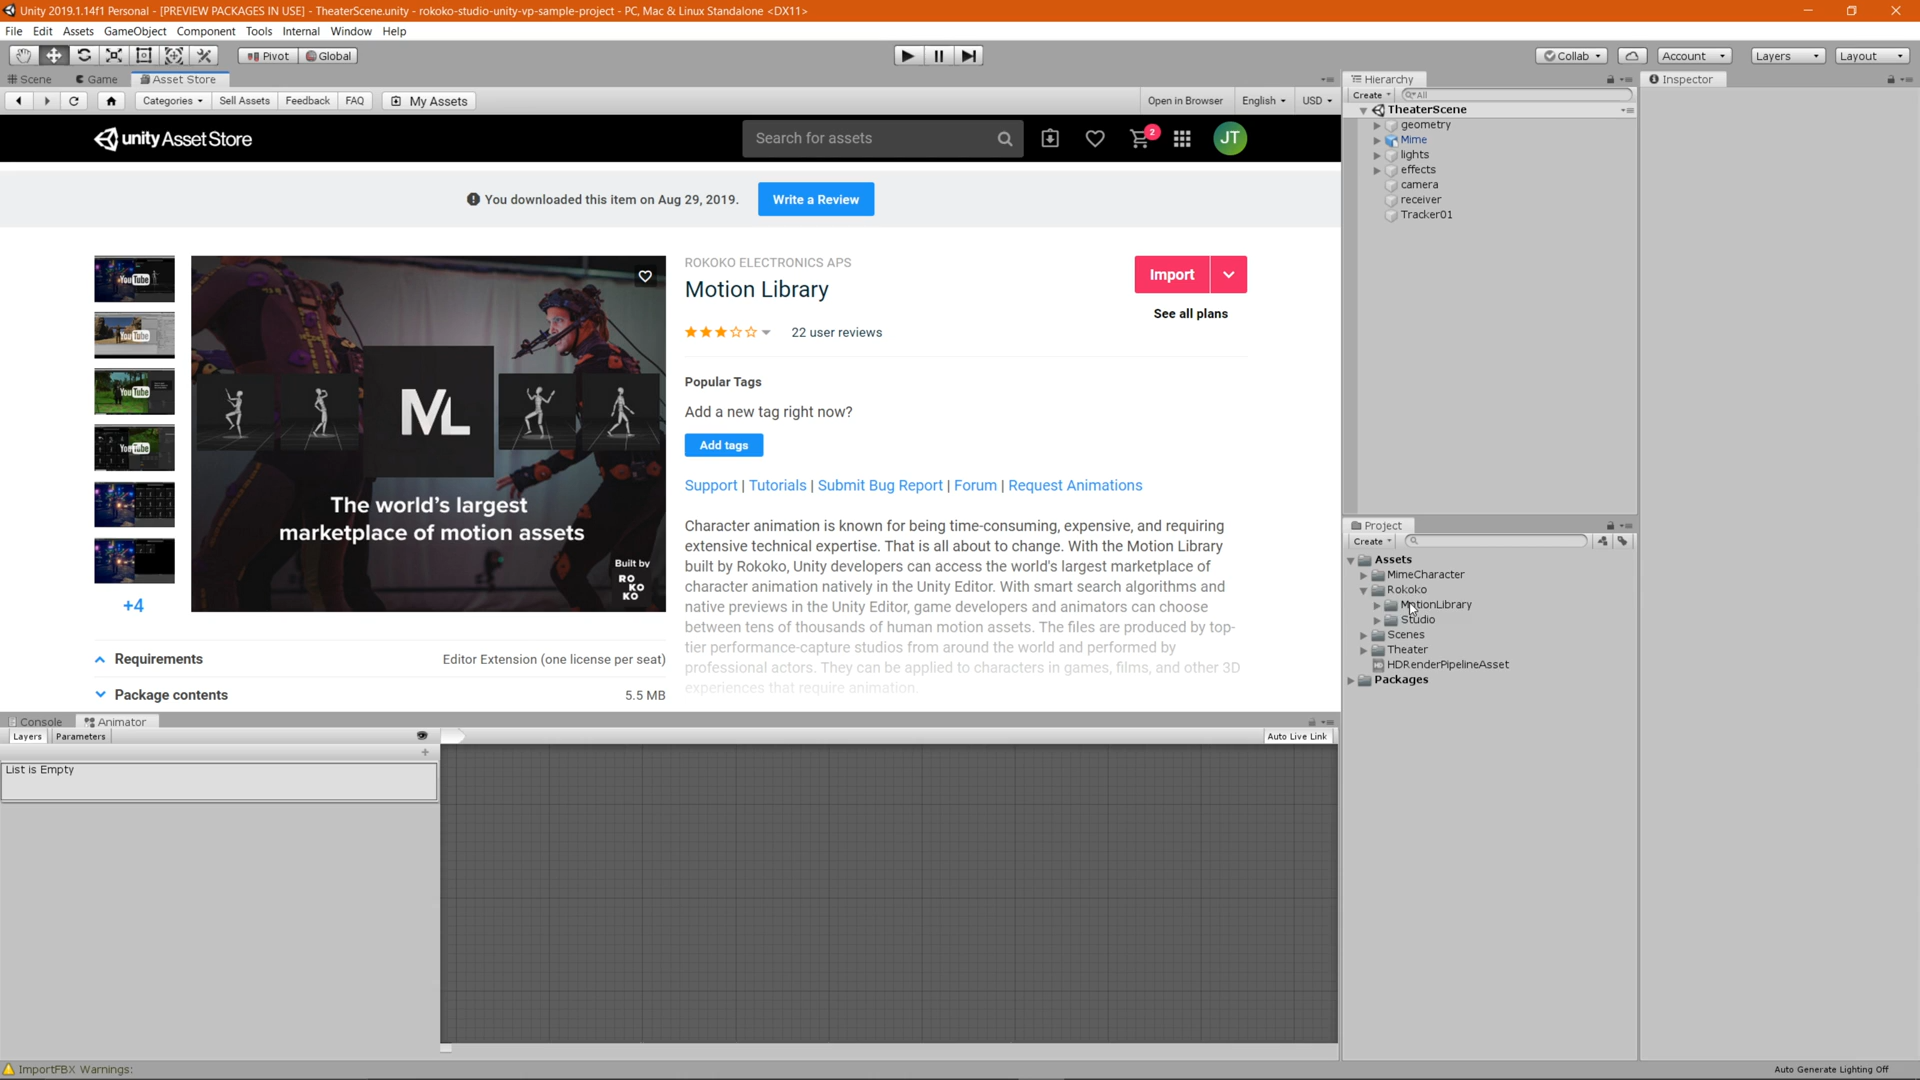 Unity 2019.1.14f1 Personal - [PREVIEW PACKAGES IN USE] - TheaterScene.unity - rokoko-studio-unity-vp-sample-project - PC, Mac & Linux Standalone <DX11>
File Edit Assets GameObject Component Tools Internal Window Help
Pivot Global Collab Account Layers Layout
Scene Game Asset Store
Categories Sell Assets Feedback FAQ My Assets Open in Browser English USD
unity Asset Store Search for assets 2 JT
You downloaded this item on Aug 29, 2019. Write a Review
YouTube
YouTube
YouTube
YouTube
+4
ML
The world's largest
marketplace of motion assets
Built by
RO
KO
KO
ROKOKO ELECTRONICS APS
Motion Library
22 user reviews
Import
See all plans
Popular Tags
Add a new tag right now?
Add tags
Support | Tutorials | Submit Bug Report | Forum | Request Animations
Character animation is known for being time-consuming, expensive, and requiring
extensive technical expertise. That is all about to change. With the Motion Library
built by Rokoko, Unity developers can access the world's largest marketplace of
character animation natively in the Unity Editor. With smart search algorithms and
native previews in the Unity Editor, game developers and animators can choose
between tens of thousands of human motion assets. The files are produced by top-
tier performance-capture studios from around the world and performed by
professional actors. They can be applied to characters in games, films, and other 3D
experiences that require animation.
Requirements Editor Extension (one license per seat)
Package contents 5.5 MB
Console Animator
Layers Parameters Auto Live Link
List is Empty
Hierarchy
Create All
TheaterScene
geometry
Mime
lights
effects
camera
receiver
Tracker01
Project
Create
Assets
MimeCharacter
Rokoko
MotionLibrary
Studio
Scenes
Theater
HDRenderPipelineAsset
Packages
Inspector
ImportFBX Warnings:
Auto Generate Lighting Off